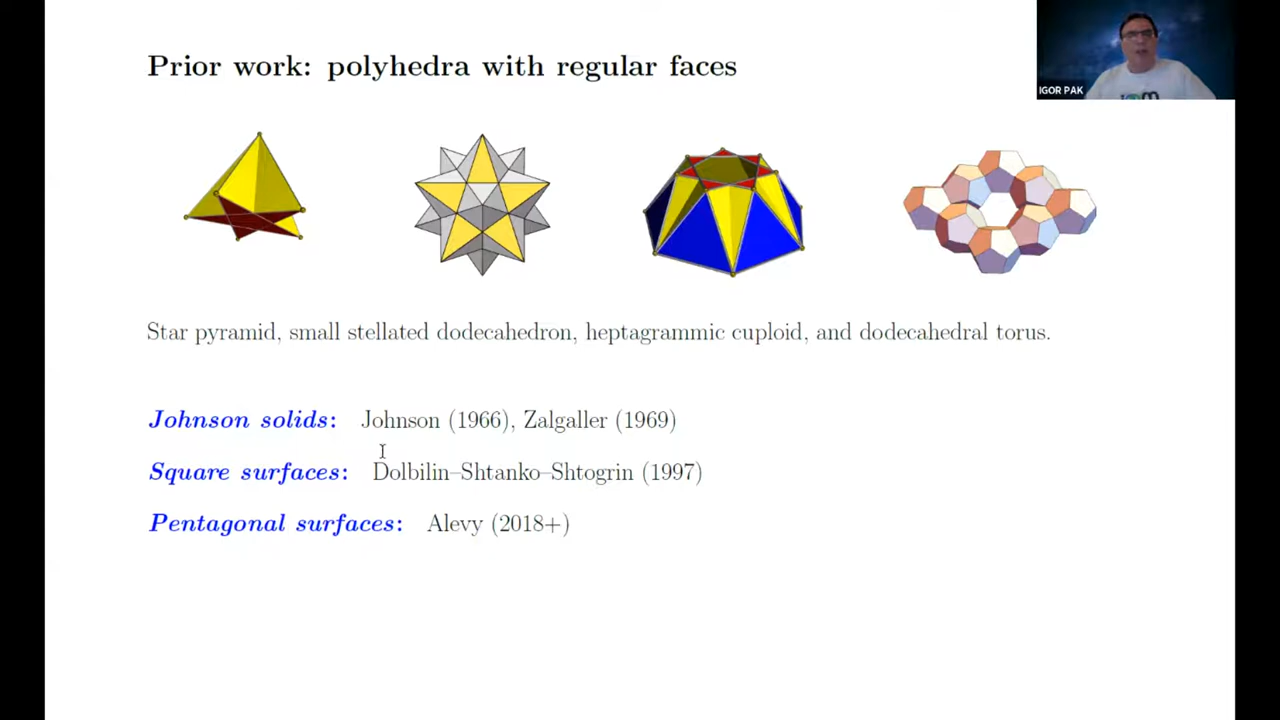 Prior work: polyhedra with regular faces
IGOR PAK
Star pyramid, small stellated dodecahedron, heptagrammic cuploid, and dodecahedral torus.
Johnson solids: Johnson (1966), Zalgaller (1969)
Square surfaces: Dolbilin–Shtanko–Shtogrin (1997)
Pentagonal surfaces: Alevy (2018+)